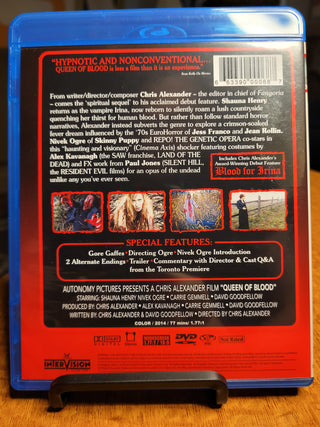 "HYPNOTIC AND NONCONVENTIONAL...
QUEEN OF BLOOD is less a film than it is an experience."
From writer/director/composer Chris Alexander – the editor in chief of Fangoria
– comes the 'spiritual sequel' to his acclaimed debut feature. Shauna Henry
returns as the vampire Irina, now reborn to silently roam a lush countryside
quenching her thirst for human blood. But rather than follow standard horror
narratives, Alexander instead subverts the genre to explore a crimson-soaked
fever dream influenced by the '70s EuroHorror of Jess Franco and Jean Rollin.
Nivek Ogre of Skinny Puppy and REPO! THE GENETIC OPERA co-stars in
this "haunting and visionary" (Cinema Axis) shocker featuring costumes by
Alex Kavanagh (the SAW franchise, LAND OF THE
DEAD) and FX work from Paul Jones (SILENT HILL,
the RESIDENT EVIL films) for an opus of the undead
unlike any you've ever seen.
Includes Chris Alexander's
Award-Winning Debut Feature
Blood for Irina
SPECIAL FEATURES:
Gore Gaffes · Directing Ogre · Nivek Ogre Introduction
2 Alternate Endings · Trailer · Commentary with Director & Cast Q&A
from the Toronto Premiere
AUTONOMY PICTURES PRESENTS A CHRIS ALEXANDER FILM "QUEEN OF BLOOD"
STARRING: SHAUNA HENRY NIVEK OGRE • CARRIE GEMMELL • DAVID GOODFELLOW
PRODUCED BY: CHRIS ALEXANDER • ALEX KAVANAGH • CARRIE GEMMELL • DAVID GOODFELLOW
WRITTEN BY: CHRIS ALEXANDER & DAVID GOODFELLOW • DIRECTED BY: CHRIS ALEXANDER
COLOR / 2014 / 77 mins/ 1.77:1
DOLBY
DIGITAL
DVD
Not Rated
INTERVISION